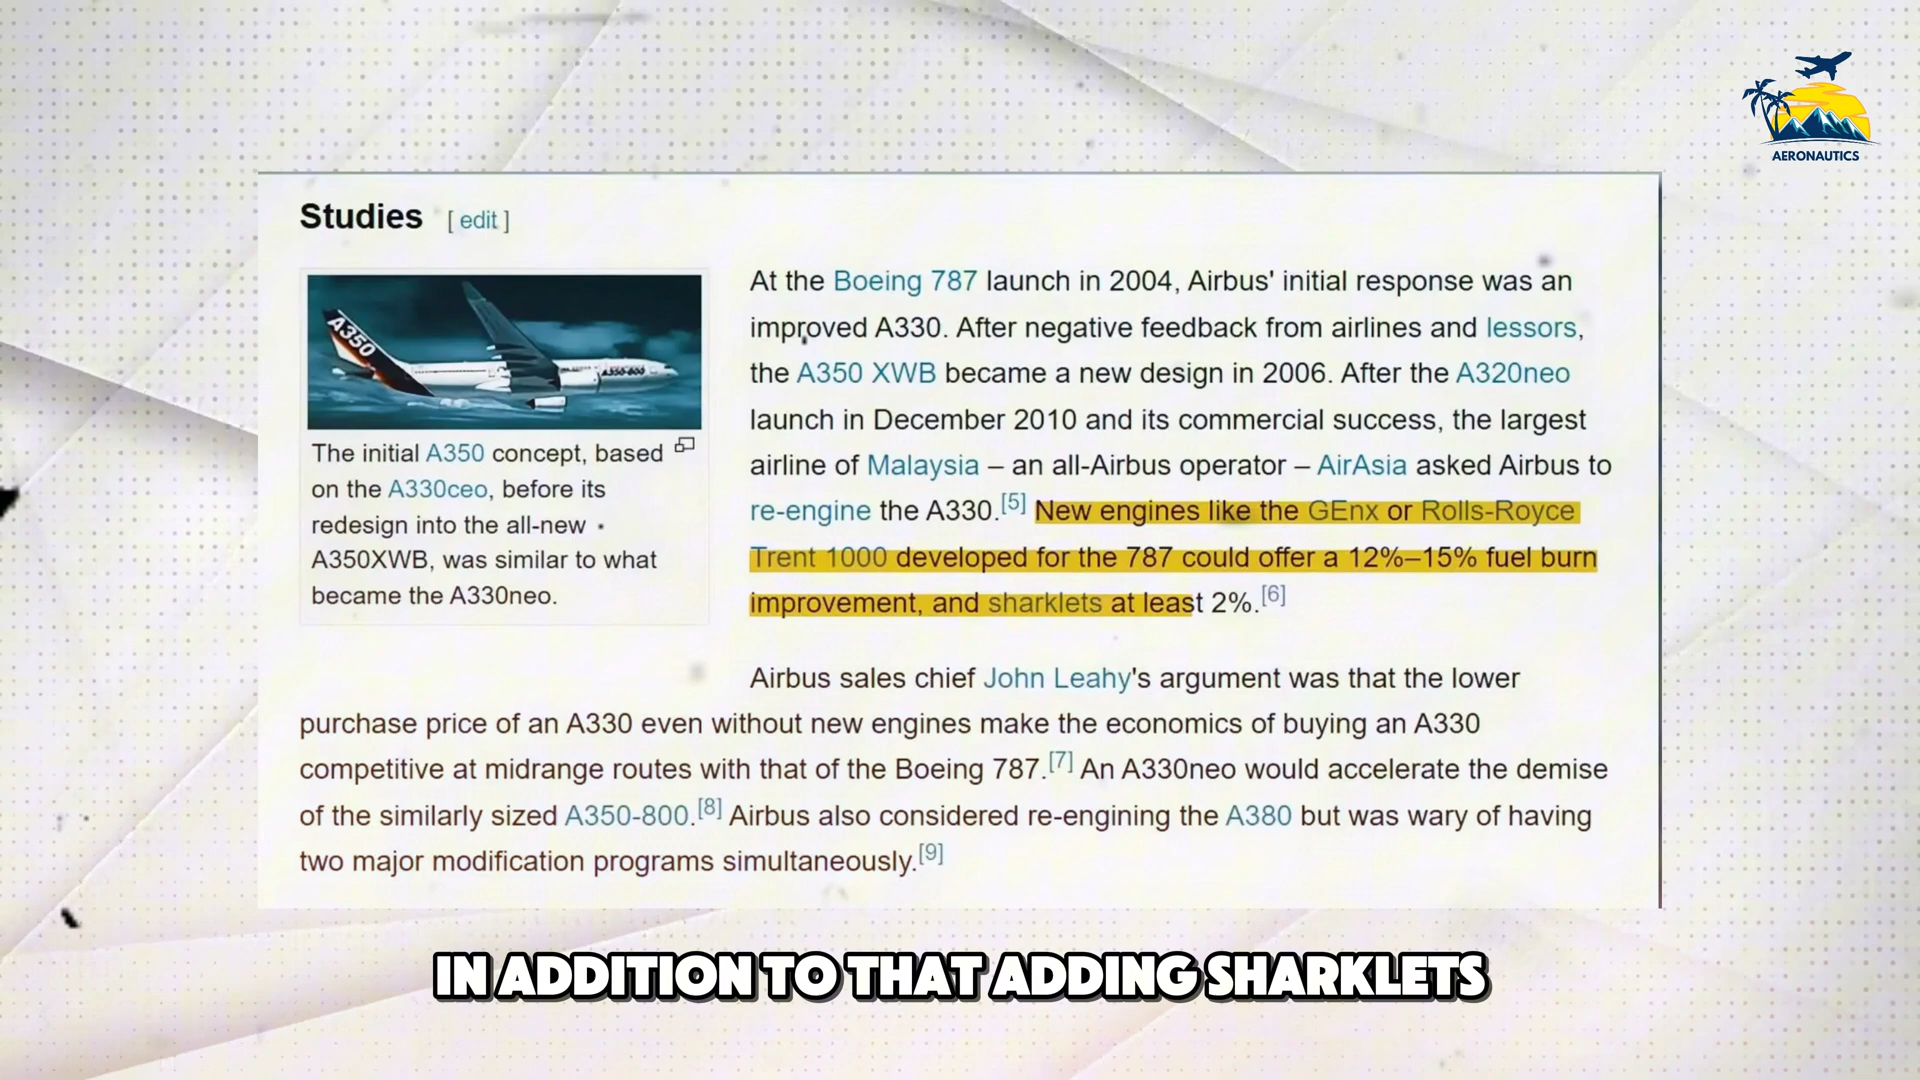 AERONAUTICS
Studies [ edit ]
A350
A350-800
The initial A350 concept, based
on the A330ceo, before its
redesign into the all-new
A350XWB, was similar to what
became the A330neo.
At the Boeing 787 launch in 2004, Airbus' initial response was an
improved A330. After negative feedback from airlines and lessors,
the A350 XWB became a new design in 2006. After the A320neo
launch in December 2010 and its commercial success, the largest
airline of Malaysia – an all-Airbus operator – AirAsia asked Airbus to
re-engine the A330.[5] New engines like the GEnx or Rolls-Royce
Trent 1000 developed for the 787 could offer a 12%–15% fuel burn
improvement, and sharklets at least 2%.[6]
Airbus sales chief John Leahy's argument was that the lower
purchase price of an A330 even without new engines make the economics of buying an A330
competitive at midrange routes with that of the Boeing 787.[7] An A330neo would accelerate the demise
of the similarly sized A350-800.[8] Airbus also considered re-engining the A380 but was wary of having
two major modification programs simultaneously.[9]
IN ADDITION TO THAT ADDING SHARKLETS